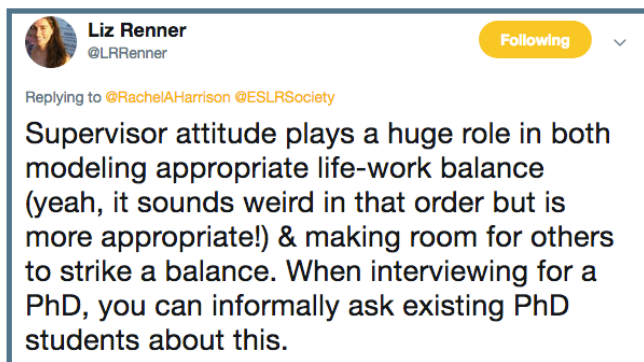 Liz Renner
@LRRenner
Following
Replying to @RachelAHarrison @ESLRSociety
Supervisor attitude plays a huge role in both
modeling appropriate life-work balance
(yeah, it sounds weird in that order but is
more appropriate!) & making room for others
to strike a balance. When interviewing for a
PhD, you can informally ask existing PhD
students about this.